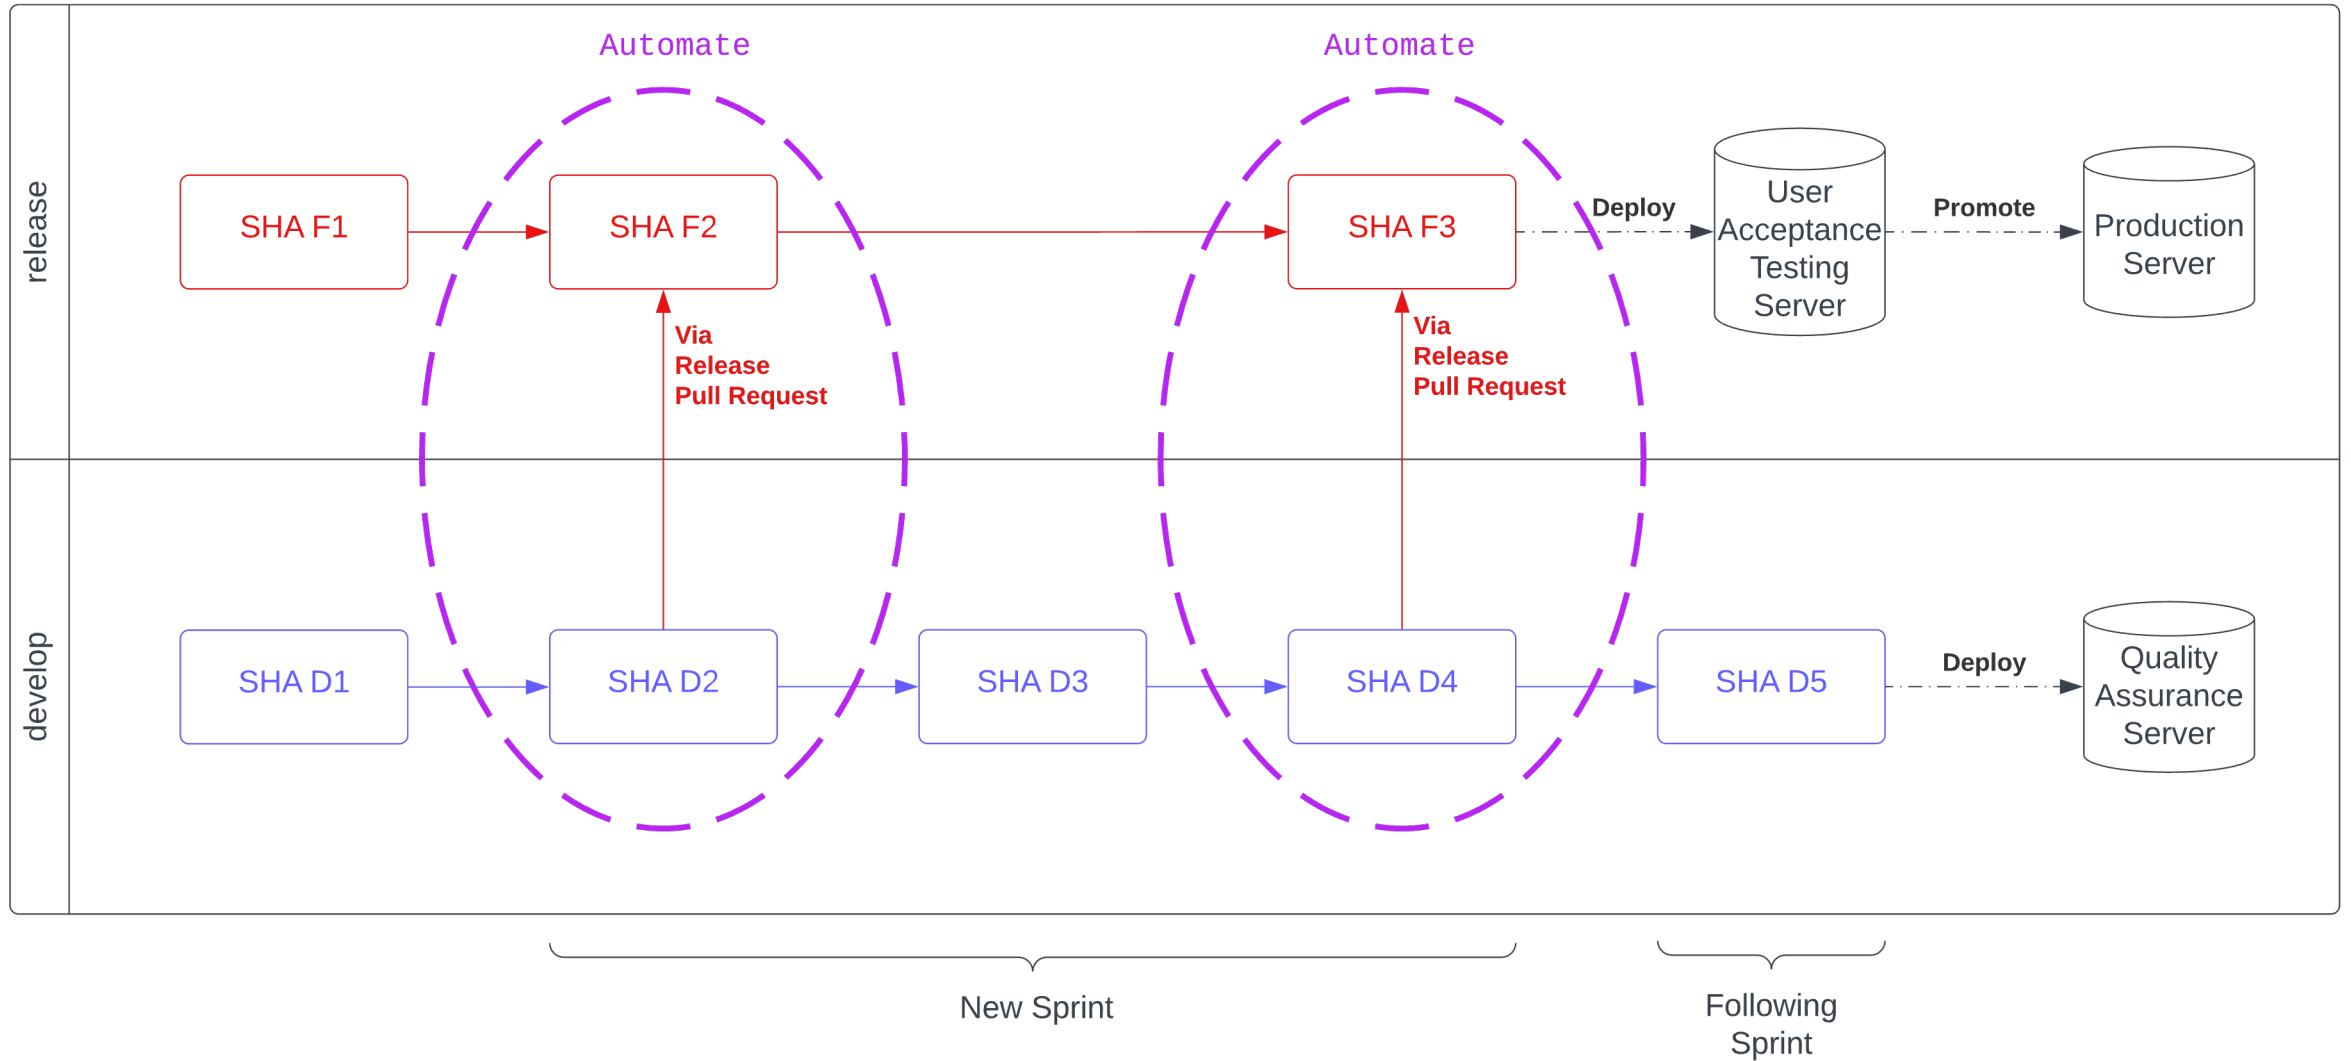 Automate
Automate
release
SHA F1
SHA F2
SHA F3
Deploy
User
Acceptance
Testing
Server
Promote
Production
Server
Via
Release
Pull Request
Via
Release
Pull Request
develop
SHA D1
SHA D2
SHA D3
SHA D4
SHA D5
Deploy
Quality
Assurance
Server
New Sprint
Following
Sprint